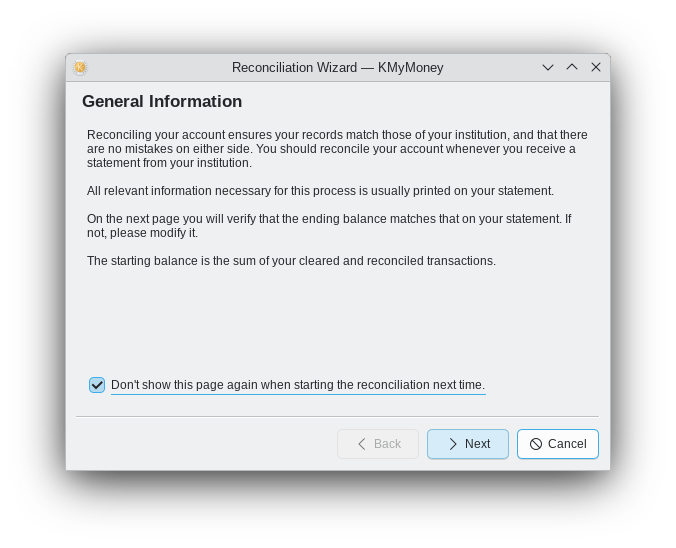 Reconciliation Wizard — KMyMoney
General Information
Reconciling your account ensures your records match those of your institution, and that there
are no mistakes on either side. You should reconcile your account whenever you receive a
statement from your institution.
All relevant information necessary for this process is usually printed on your statement.
On the next page you will verify that the ending balance matches that on your statement. If
not, please modify it.
The starting balance is the sum of your cleared and reconciled transactions.
Don't show this page again when starting the reconciliation next time.
Back
Next
Cancel